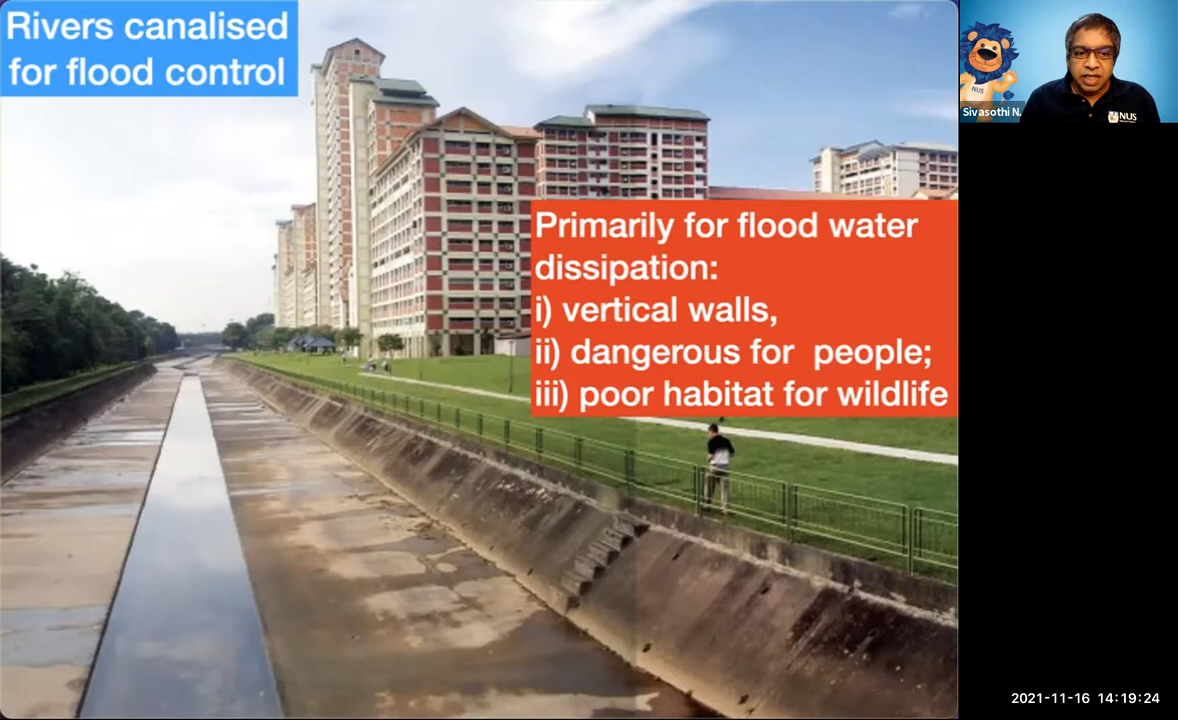 Rivers canalised
for flood control
Primarily for flood water
dissipation:
i) vertical walls,
ii) dangerous for people;
iii) poor habitat for wildlife
NUS
Sivasothi N.
NUS
2021-11-16 14:19:24